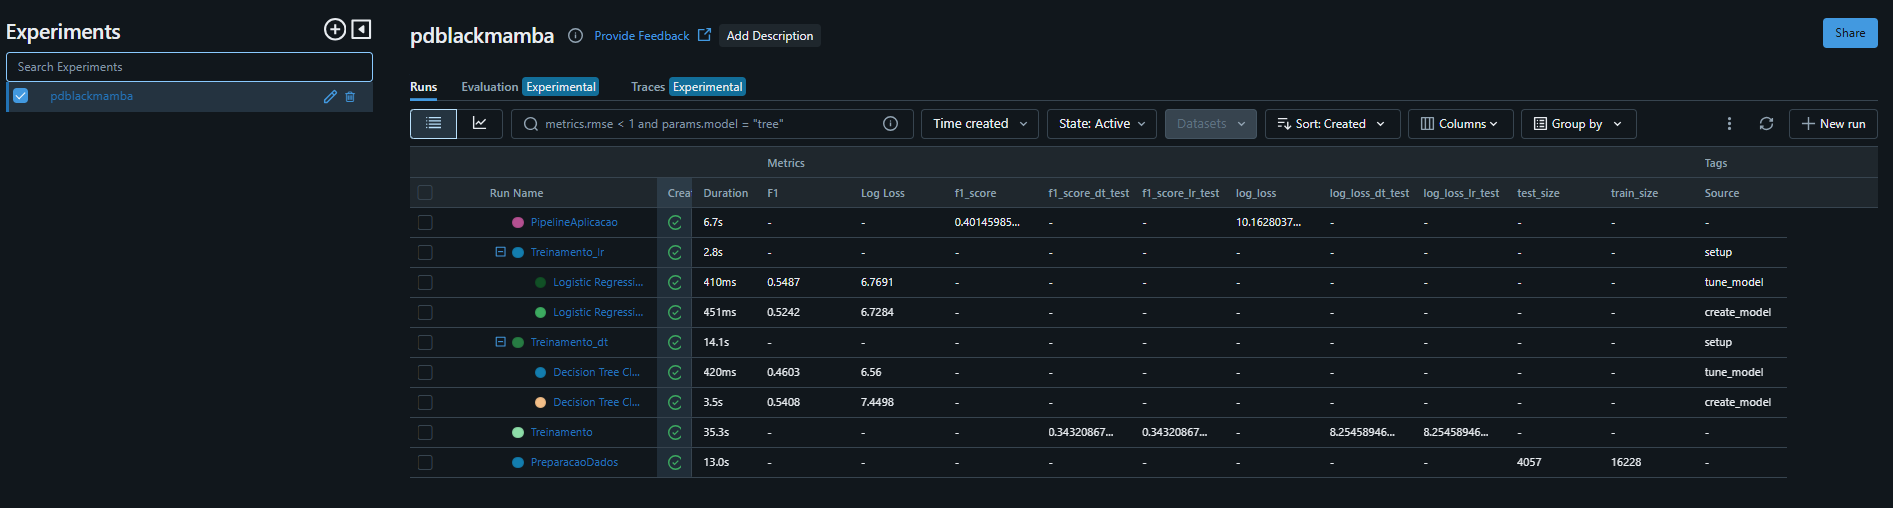 Experiments
Search Experiments
pdblackmamba
pdblackmamba Provide Feedback Add Description
Share
Runs Evaluation Experimental Traces Experimental
metrics.rmse < 1 and params.model = "tree" Time created State: Active Datasets Sort: Created Columns Group by New run
Metrics Tags
Run Name Crea Duration F1 Log Loss f1_score f1_score_dt_test f1_score_lr_test log_loss log_loss_dt_test log_loss_lr_test test_size train_size Source
PipelineAplicacao 6.7s - - 0.40145985... - - 10.1628037... - - - - -
Treinamento_lr 2.8s - - - - - - - - - - setup
Logistic Regressi... 410ms 0.5487 6.7691 - - - - - - - - tune_model
Logistic Regressi... 451ms 0.5242 6.7284 - - - - - - - - create_model
Treinamento_dt 14.1s - - - - - - - - - - setup
Decision Tree Cl... 420ms 0.4603 6.56 - - - - - - - - tune_model
Decision Tree Cl... 3.5s 0.5408 7.4498 - - - - - - - - create_model
Treinamento 35.3s - - - 0.34320867... 0.34320867... - 8.25458946... 8.25458946... - - -
PreparacaoDados 13.0s - - - - - - - - 4057 16228 -